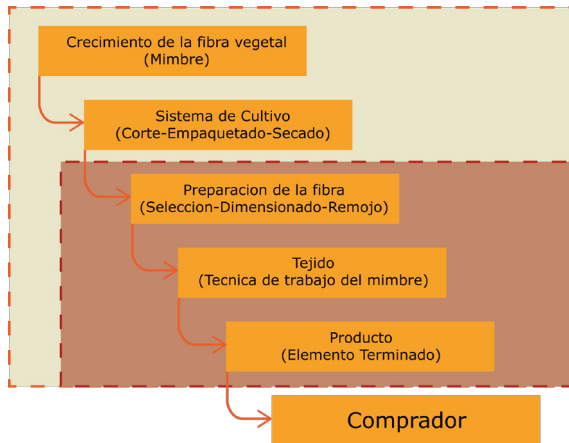 Crecimiento de la fibra vegetal
(Mimbre)
Sistema de Cultivo
(Corte-Empaquetado-Secado)
Preparacion de la fibra
(Seleccion-Dimensionado-Remojo)
Tejido
(Tecnica de trabajo del mimbre)
Producto
(Elemento Terminado)
Comprador